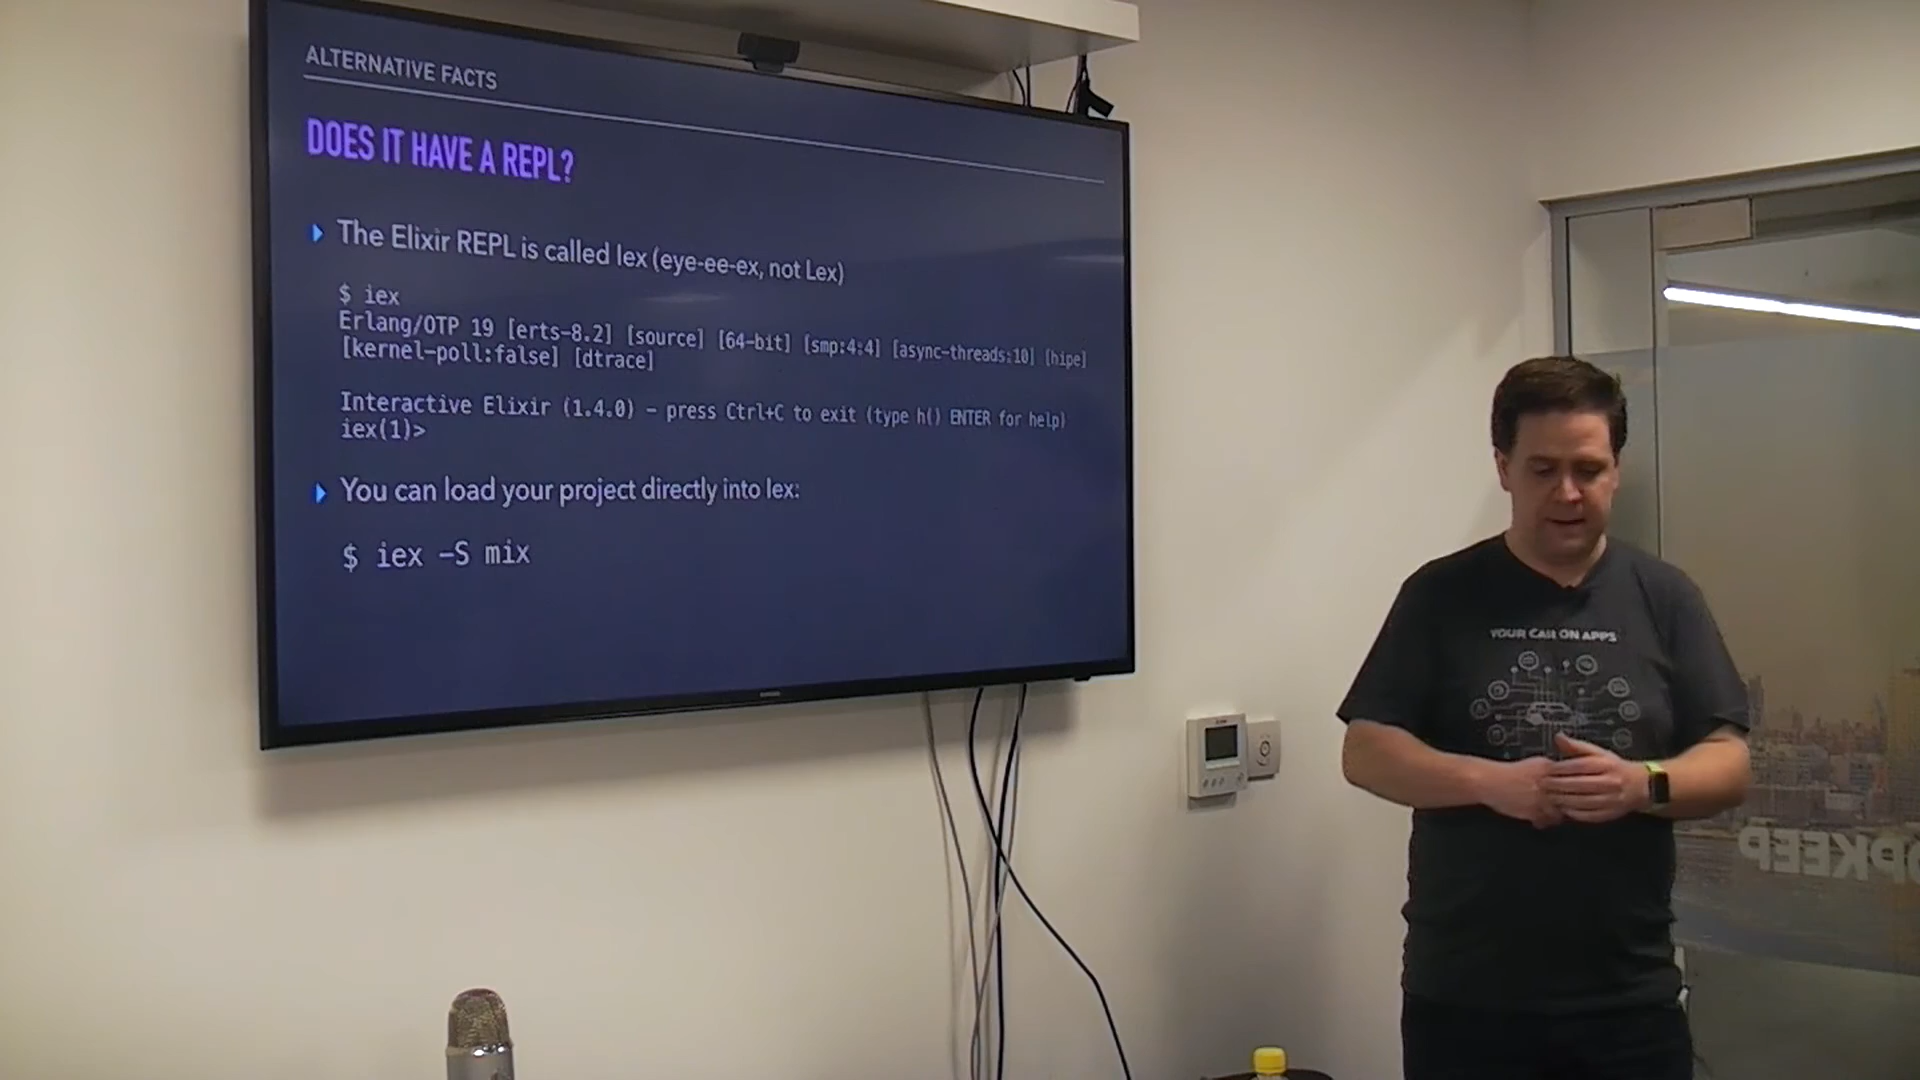 ALTERNATIVE FACTS
DOES IT HAVE A REPL?
The Elixir REPL is called Iex (eye-ee-ex, not Lex)
$ iex
Erlang/OTP 19 [erts-8.2] [source] [64-bit] [smp:4:4] [async-threads:10] [hipe]
[kernel-poll:false] [dtrace]
Interactive Elixir (1.4.0) - press Ctrl+C to exit (type h() ENTER for help)
iex(1)>
You can load your project directly into Iex:
$ iex -S mix
YOUR CALL ON APPS
OPKEEP